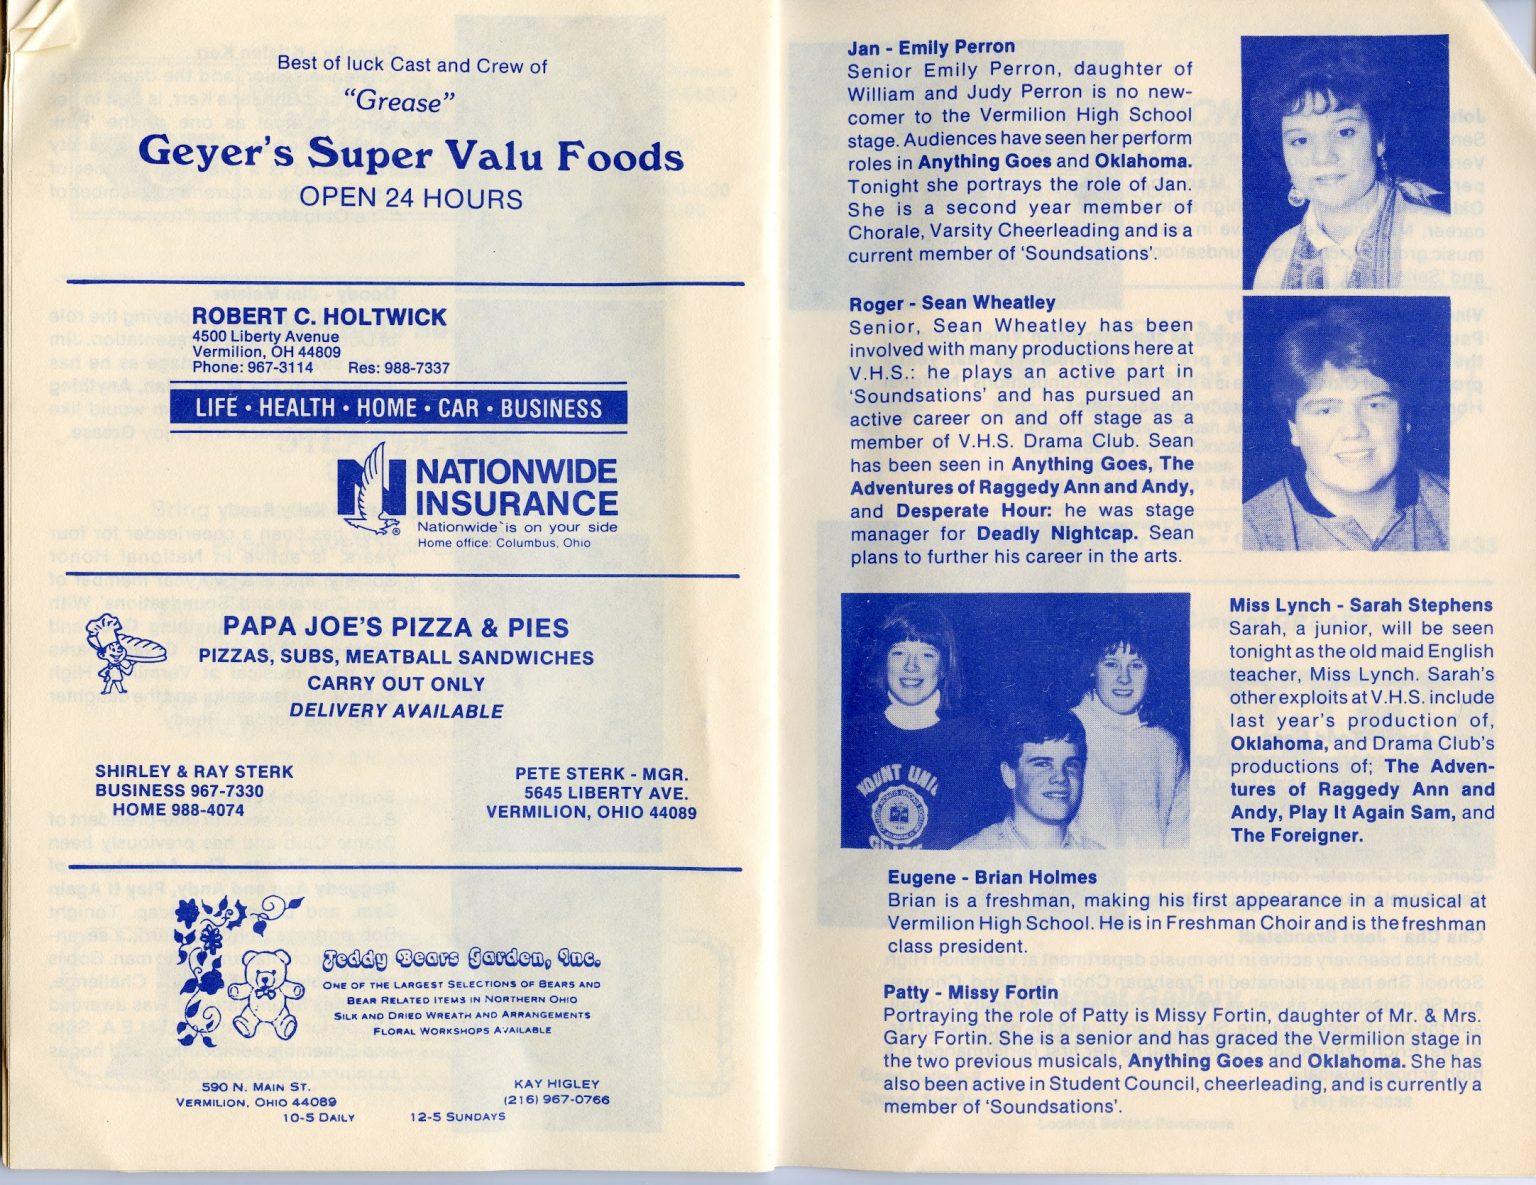 Best of luck Cast and Crew of
"Grease"
Geyer's Super Valu Foods
OPEN 24 HOURS
ROBERT C. HOLTWICK
4500 Liberty Avenue
Vermilion, OH 44809
Phone: 967-3114 Res: 988-7337
LIFE • HEALTH • HOME • CAR • BUSINESS
N NATIONWIDE
INSURANCE
Nationwide is on your side
Home office: Columbus, Ohio
PAPA JOE'S PIZZA & PIES
PIZZAS, SUBS, MEATBALL SANDWICHES
CARRY OUT ONLY
DELIVERY AVAILABLE
SHIRLEY & RAY STERK
BUSINESS 967-7330
HOME 988-4074
PETE STERK - MGR.
5645 LIBERTY AVE.
VERMILION, OHIO 44089
Teddy Bears Garden, Inc.
ONE OF THE LARGEST SELECTIONS OF BEARS AND
BEAR RELATED ITEMS IN NORTHERN OHIO
SILK AND DRIED WREATH AND ARRANGEMENTS
FLORAL WORKSHOPS AVAILABLE
590 N. MAIN ST.
VERMILION, OHIO 44089
KAY HIGLEY
(216) 967-0766
10-5 DAILY 12-5 SUNDAYS
Jan - Emily Perron
Senior Emily Perron, daughter of
William and Judy Perron is no new-
comer to the Vermilion High School
stage. Audiences have seen her perform
roles in Anything Goes and Oklahoma.
Tonight she portrays the role of Jan.
She is a second year member of
Chorale, Varsity Cheerleading and is a
current member of 'Soundsations'.
Roger - Sean Wheatley
Senior, Sean Wheatley has been
involved with many productions here at
V.H.S.: he plays an active part in
'Soundsations' and has pursued an
active career on and off stage as a
member of V.H.S. Drama Club. Sean
has been seen in Anything Goes, The
Adventures of Raggedy Ann and Andy,
and Desperate Hour: he was stage
manager for Deadly Nightcap. Sean
plans to further his career in the arts.
Miss Lynch - Sarah Stephens
Sarah, a junior, will be seen
tonight as the old maid English
teacher, Miss Lynch. Sarah's
other exploits at V.H.S. include
last year's production of,
Oklahoma, and Drama Club's
productions of; The Adven-
tures of Raggedy Ann and
Andy, Play It Again Sam, and
The Foreigner.
Eugene - Brian Holmes
Brian is a freshman, making his first appearance in a musical at
Vermilion High School. He is in Freshman Choir and is the freshman
class president.
Patty - Missy Fortin
Portraying the role of Patty is Missy Fortin, daughter of Mr. & Mrs.
Gary Fortin. She is a senior and has graced the Vermilion stage in
the two previous musicals, Anything Goes and Oklahoma. She has
also been active in Student Council, cheerleading, and is currently a
member of 'Soundsations'.